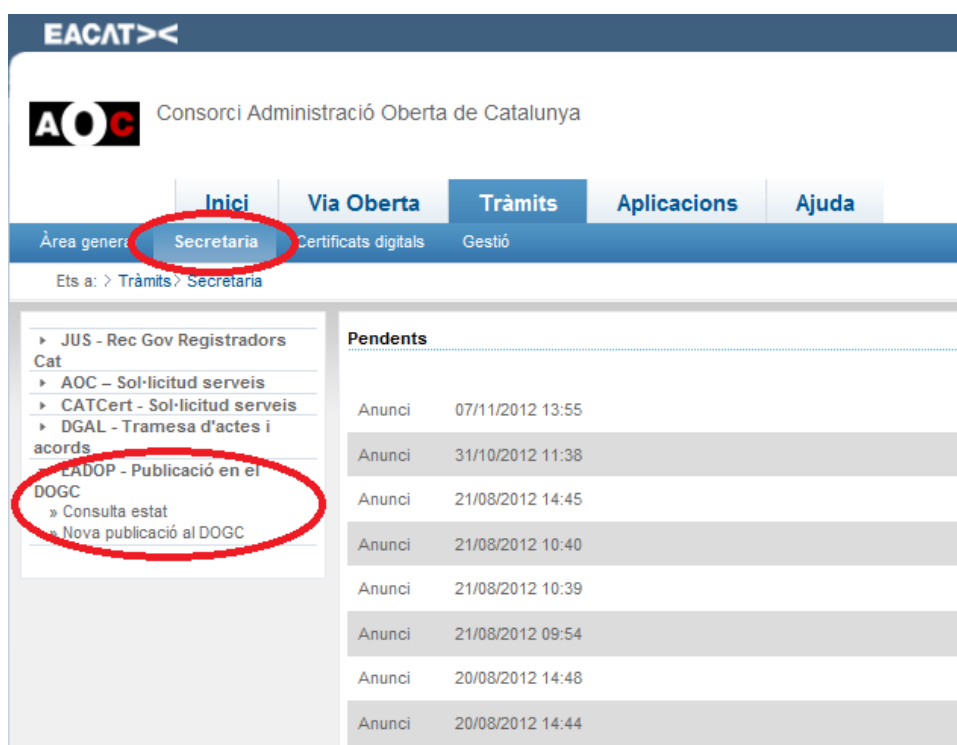 EACAT
AOC
Consorci Administració Oberta de Catalunya
Inici Via Oberta Tràmits Aplicacions Ajuda
Àrea genera Secretaria Certificats digitals Gestió
Ets a: > Tràmits > Secretaria
JUS - Rec Gov Registradors
Cat
AOC – Sol·licitud serveis
CATCert - Sol·licitud serveis
DGAL - Tramesa d'actes i
acords
EADOP - Publicació en el
DOGC
» Consulta estat
» Nova publicació al DOGC
Pendents
Anunci 07/11/2012 13:55
Anunci 31/10/2012 11:38
Anunci 21/08/2012 14:45
Anunci 21/08/2012 10:40
Anunci 21/08/2012 10:39
Anunci 21/08/2012 09:54
Anunci 20/08/2012 14:48
Anunci 20/08/2012 14:44